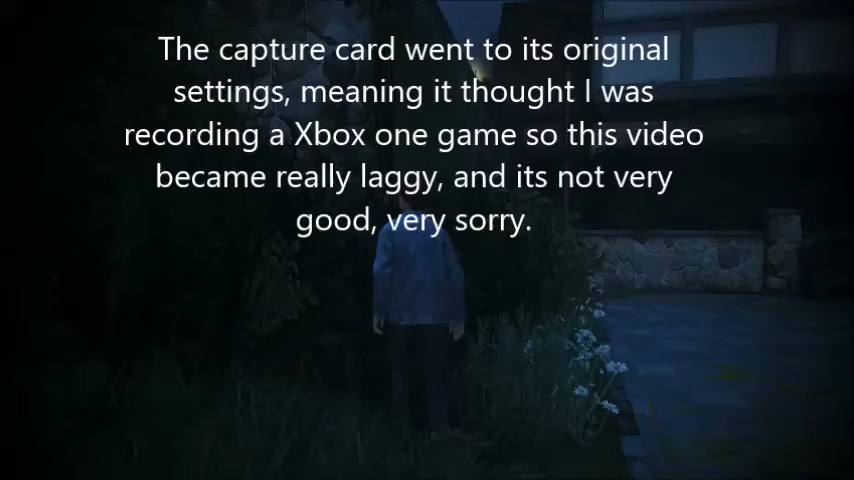 The capture card went to its original
settings, meaning it thought I was
recording a Xbox one game so this video
became really laggy, and its not very
good, very sorry.